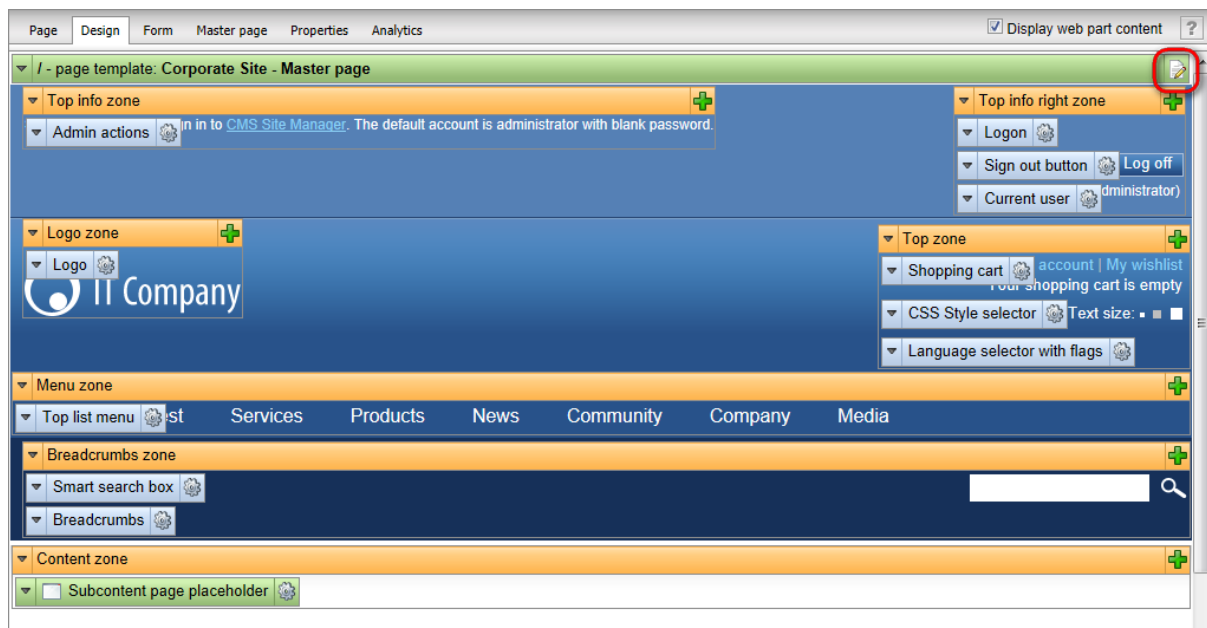 Page Design Form Master page Properties Analytics Display web part content ?
/ - page template: Corporate Site - Master page
Top info zone
Top info right zone
Admin actions n in to CMS Site Manager. The default account is administrator with blank password.
Logon
Sign out button Log off
Current user dministrator)
Logo zone
Top zone
Logo
IT Company
Shopping cart account | My wishlist
Your shopping cart is empty
CSS Style selector Text size:
Language selector with flags
Menu zone
Top list menu st Services Products News Community Company Media
Breadcrumbs zone
Smart search box
Breadcrumbs
Content zone
Subcontent page placeholder